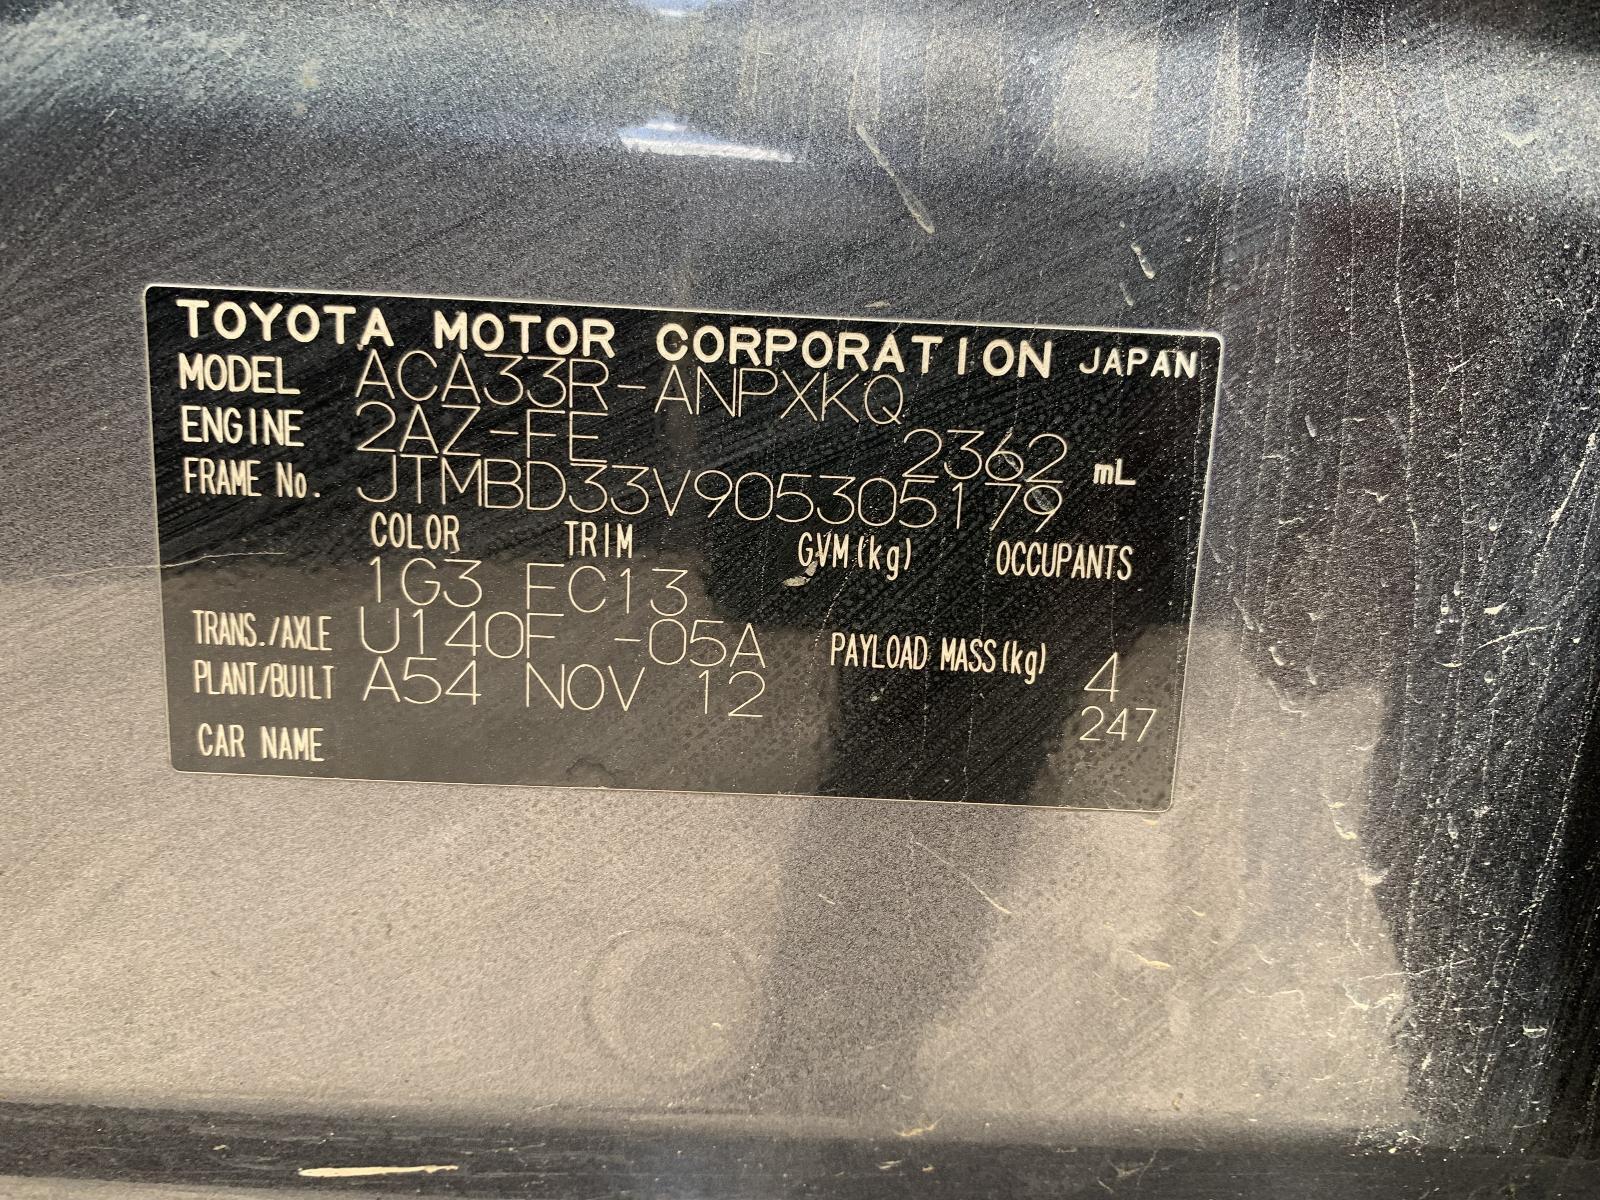 TOYOTA MOTOR CORPORATION JAPAN
MODEL ACA33R-ANPXKQ
ENGINE 2AZ-FE 2362 mL
FRAME No. JTMBD33V905305179
COLOR TRIM GVM(kg) OCCUPANTS
1G3 FC13
TRANS./AXLE U140F -05A PAYLOAD MASS(kg) 4
PLANT/BUILT A54 NOV 12 247
CAR NAME